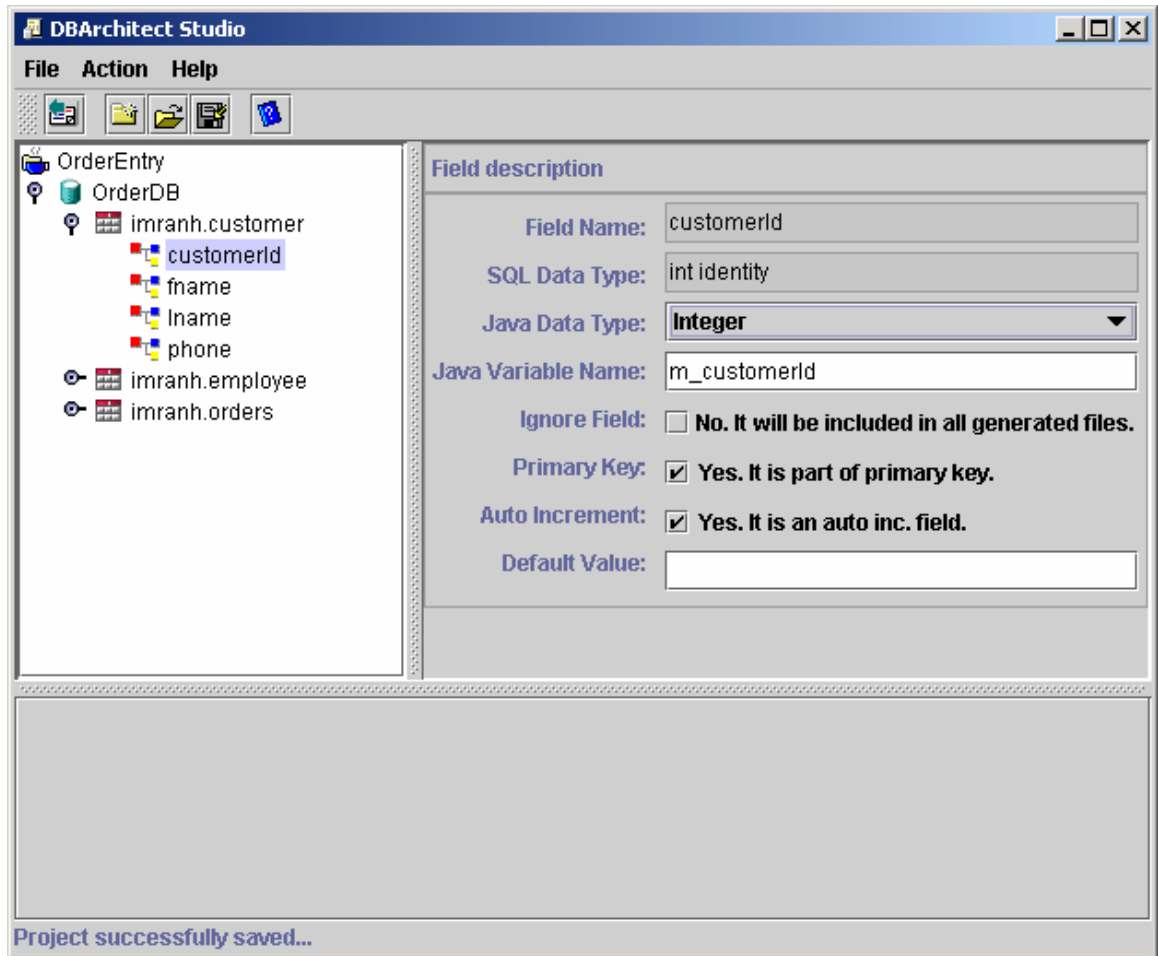 DBArchitect Studio
File Action Help
OrderEntry
OrderDB
imranh.customer
customerId
fname
lname
phone
imranh.employee
imranh.orders
Field description
Field Name: customerId
SQL Data Type: int identity
Java Data Type: Integer
Java Variable Name: m_customerId
Ignore Field: No. It will be included in all generated files.
Primary Key: Yes. It is part of primary key.
Auto Increment: Yes. It is an auto inc. field.
Default Value:
Project successfully saved...